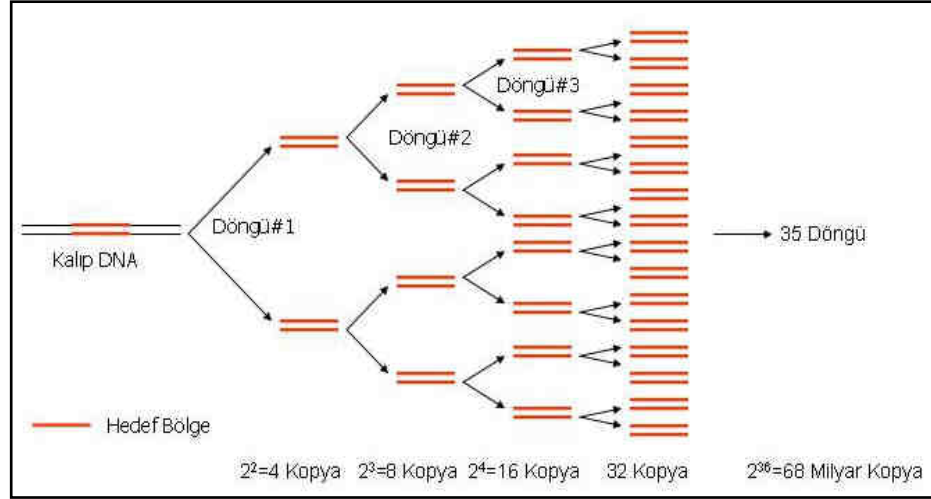 Döngü#3
Döngü#2
Döngü#1
35 Döngü
Kalıp DNA
Hedef Bölge
2²=4 Kopya 2³=8 Kopya 2⁴=16 Kopya 32 Kopya 2³⁶=68 Milyar Kopya